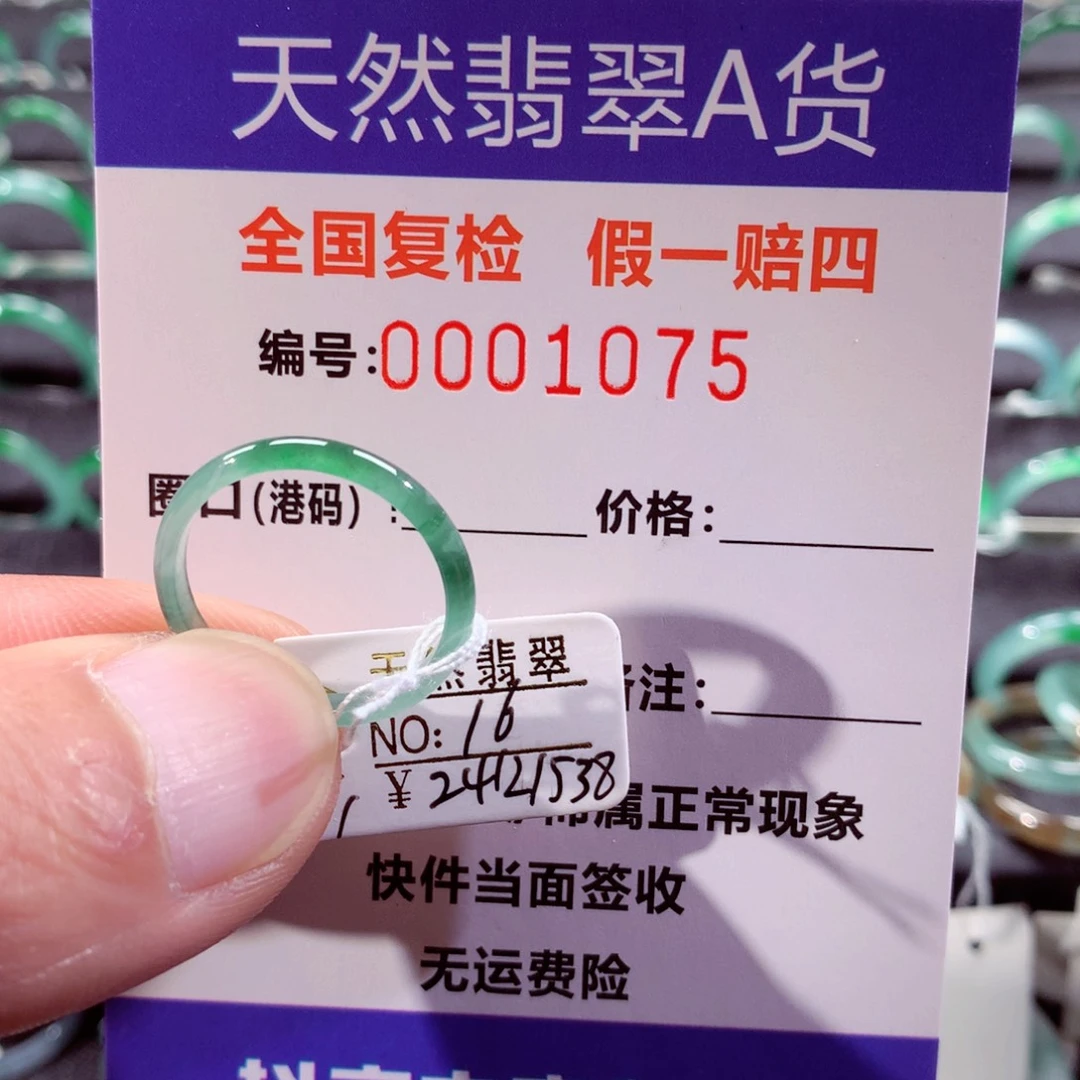 天然翡翠A货
全国复检 假一赔四
编号:0001075
圈口(港码): 价格:
天然翡翠
NO: 16
¥ 24121538
备注:
属正常现象
快件当面签收
无运费险